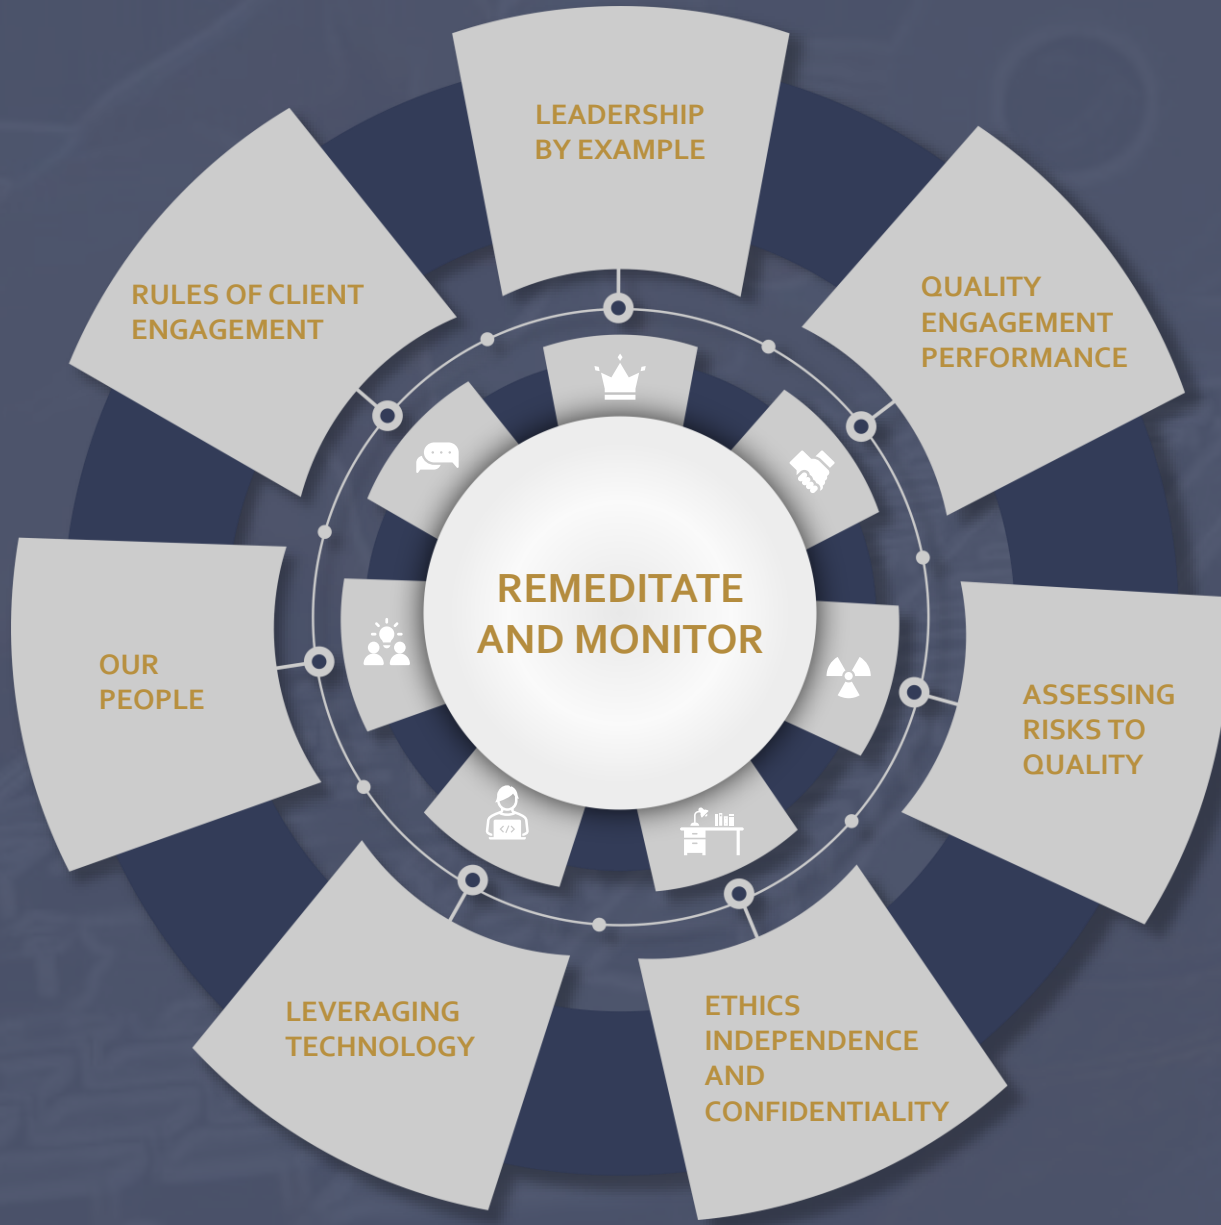 LEADERSHIP
BY EXAMPLE
QUALITY
ENGAGEMENT
PERFORMANCE
ASSESSING
RISKS TO
QUALITY
ETHICS
INDEPENDENCE
AND
CONFIDENTIALITY
LEVERAGING
TECHNOLOGY
OUR
PEOPLE
RULES OF CLIENT
ENGAGEMENT
REMEDITATE
AND MONITOR